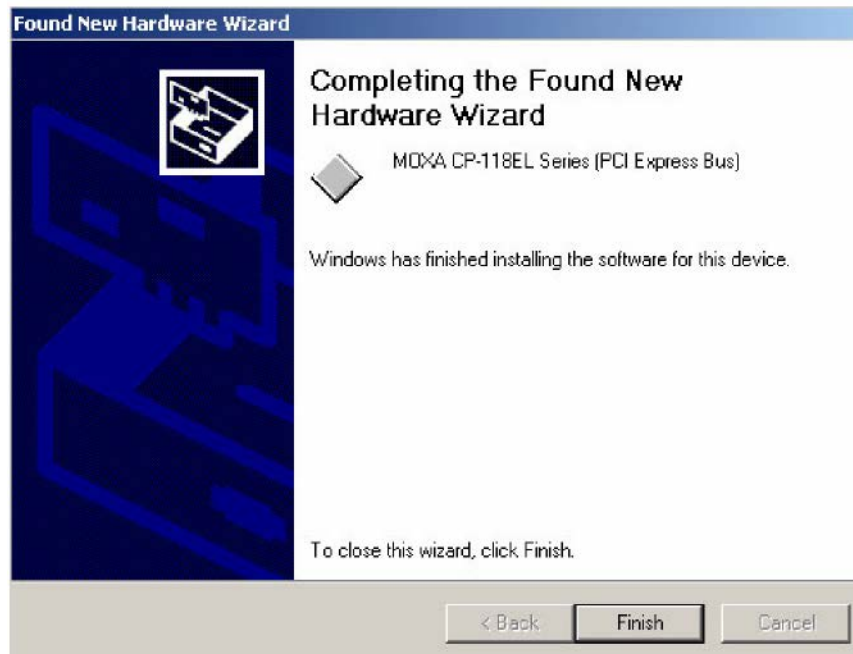 Found New Hardware Wizard
Completing the Found New
Hardware Wizard
MOXA CP-118EL Series (PCI Express Bus)
Windows has finished installing the software for this device.
To close this wizard, click Finish.
< Back Finish Cancel